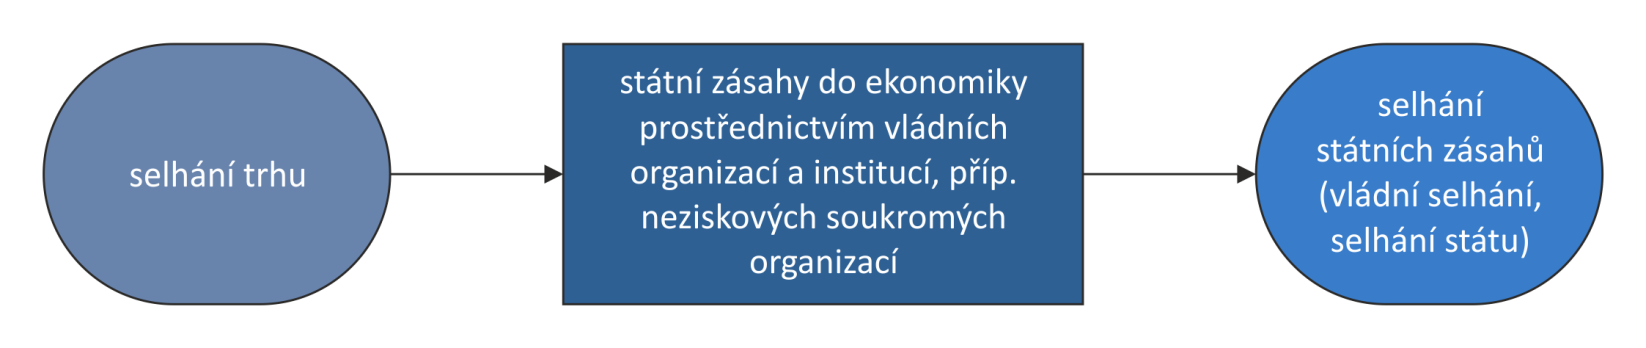 selhání trhu
státní zásahy do ekonomiky
prostřednictvím vládních
organizací a institucí, příp.
neziskových soukromých
organizací
selhání
státních zásahů
(vládní selhání,
selhání státu)